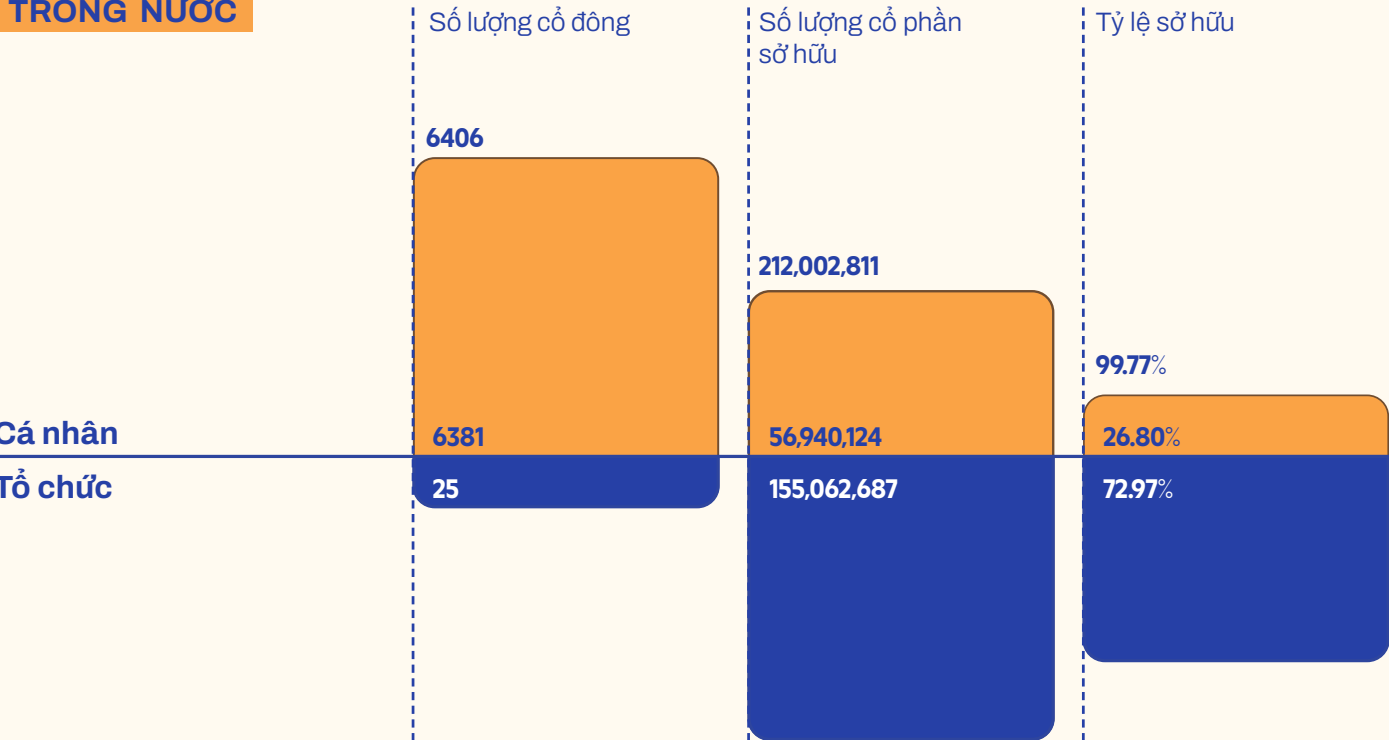 TRONG NƯỚC
Số lượng cổ đông
Số lượng cổ phần
sở hữu
Tỷ lệ sở hữu
6406
212,002,811
99.77%
Cá nhân
6381
56,940,124
26.80%
Tổ chức
25
155,062,687
72.97%